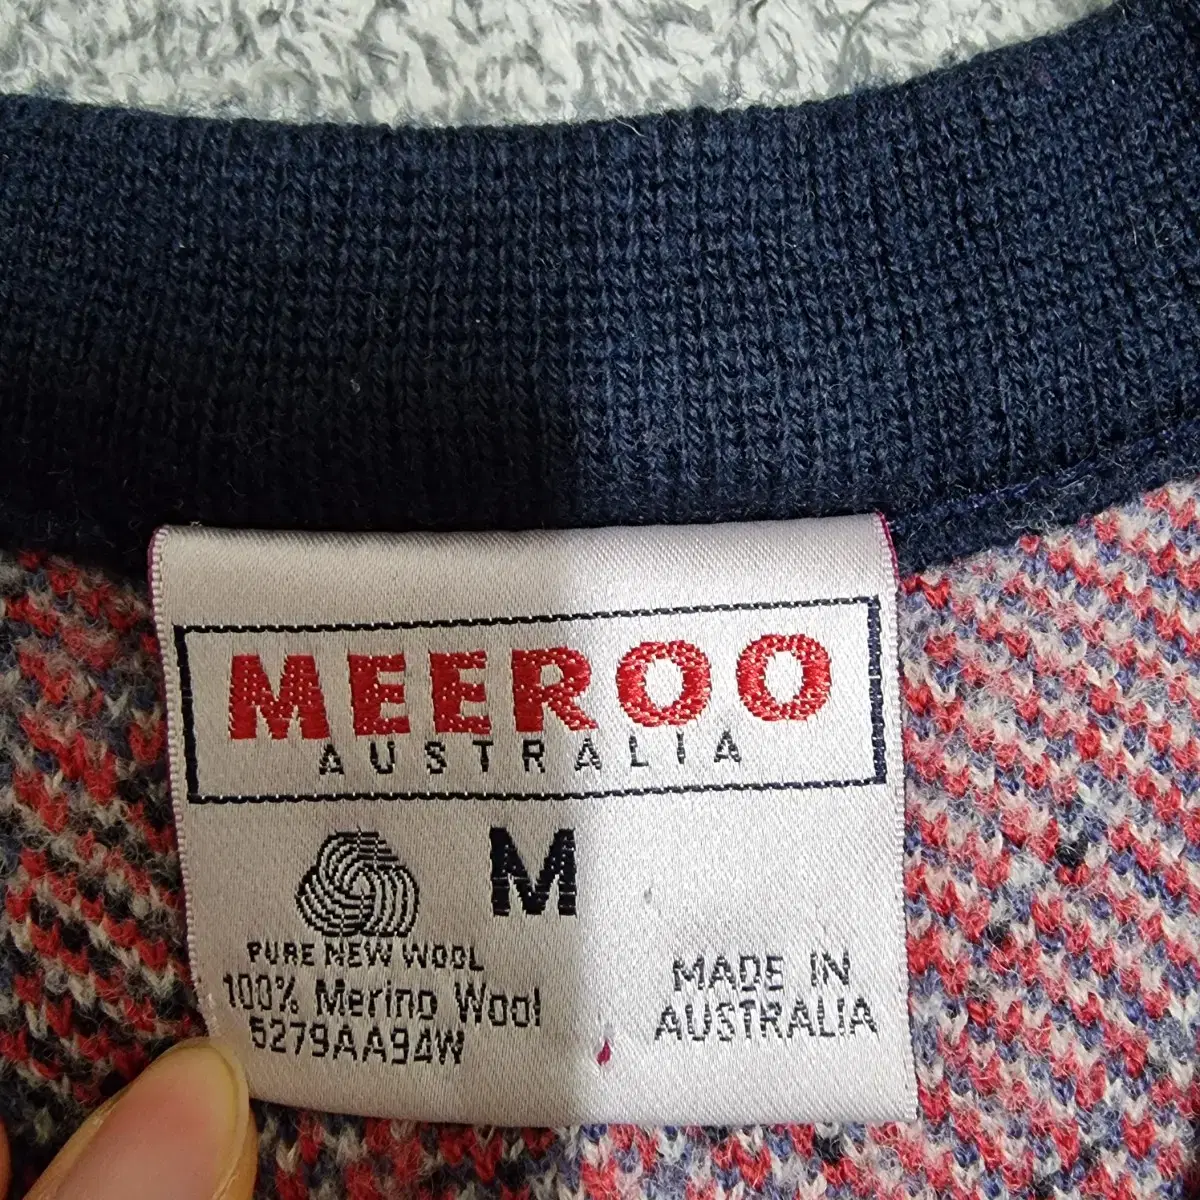 MEEROO
AUSTRALIA
M
PURE NEW WOOL
100% Merino Wool
5279AA94W
MADE IN
AUSTRALIA